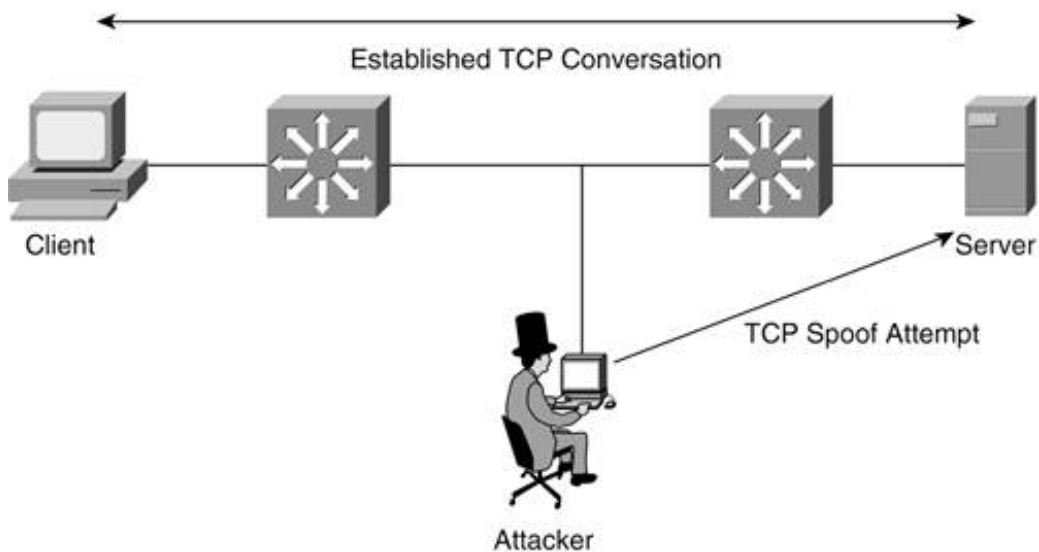 Established TCP Conversation
Client
Server
TCP Spoof Attempt
Attacker